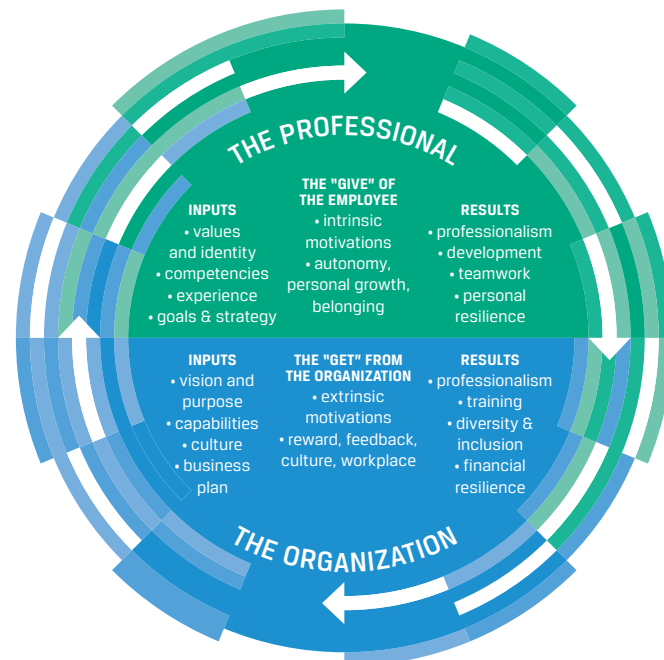 THE PROFESSIONAL
INPUTS
• values
and identity
• competencies
• experience
• goals & strategy
THE "GIVE" OF
THE EMPLOYEE
• intrinsic
motivations
• autonomy,
personal growth,
belonging
RESULTS
• professionalism
• development
• teamwork
• personal
resilience
INPUTS
• vision and
purpose
• capabilities
• culture
• business
plan
THE "GET" FROM
THE ORGANIZATION
• extrinsic
motivations
• reward, feedback,
culture, workplace
RESULTS
• professionalism
• training
• diversity &
inclusion
• financial
resilience
THE ORGANIZATION